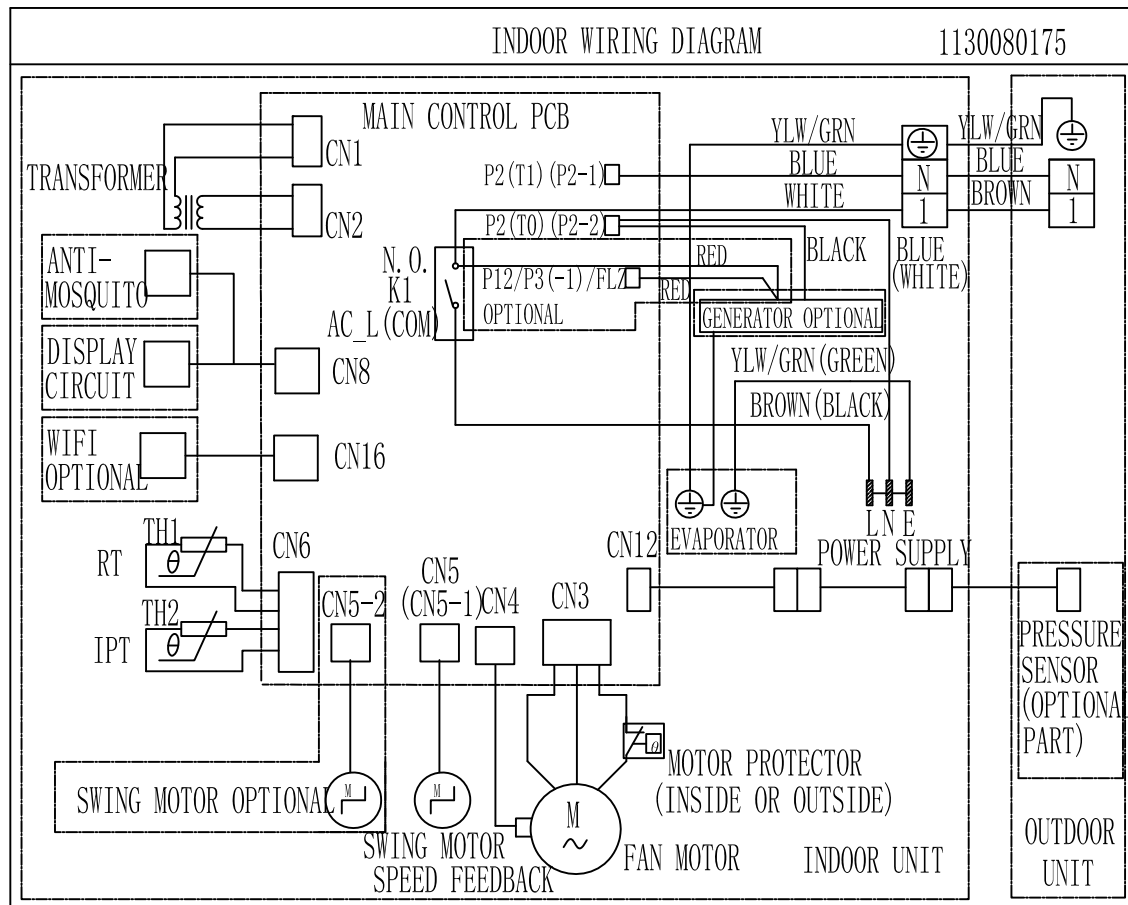 INDOOR WIRING DIAGRAM
1130080175
MAIN CONTROL PCB
TRANSFORMER
CN1
CN2
P2(T1)(P2-1)
YLW/GRN
BLUE
WHITE
N
1
YLW/GRN
BLUE
BROWN
N
1
P2(T0)(P2-2)
BLACK
BLUE
(WHITE)
ANTI-
MOSQUITO
N.O.
K1
AC_L(COM)
RED
P12/P3(-1)/FLZ
RED
OPTIONAL
GENERATOR OPTIONAL
DISPLAY
CIRCUIT
CN8
YLW/GRN(GREEN)
BROWN(BLACK)
WIFI
OPTIONAL
CN16
L N E
EVAPORATOR
POWER SUPPLY
TH1
θ
RT
TH2
θ
IPT
CN6
CN5-2
CN5
(CN5-1)
CN4
CN3
CN12
PRESSURE
SENSOR
(OPTIONA
PART)
θ
MOTOR PROTECTOR
(INSIDE OR OUTSIDE)
SWING MOTOR OPTIONAL
M
M
M
SWING MOTOR
SPEED FEEDBACK
FAN MOTOR
INDOOR UNIT
OUTDOOR
UNIT